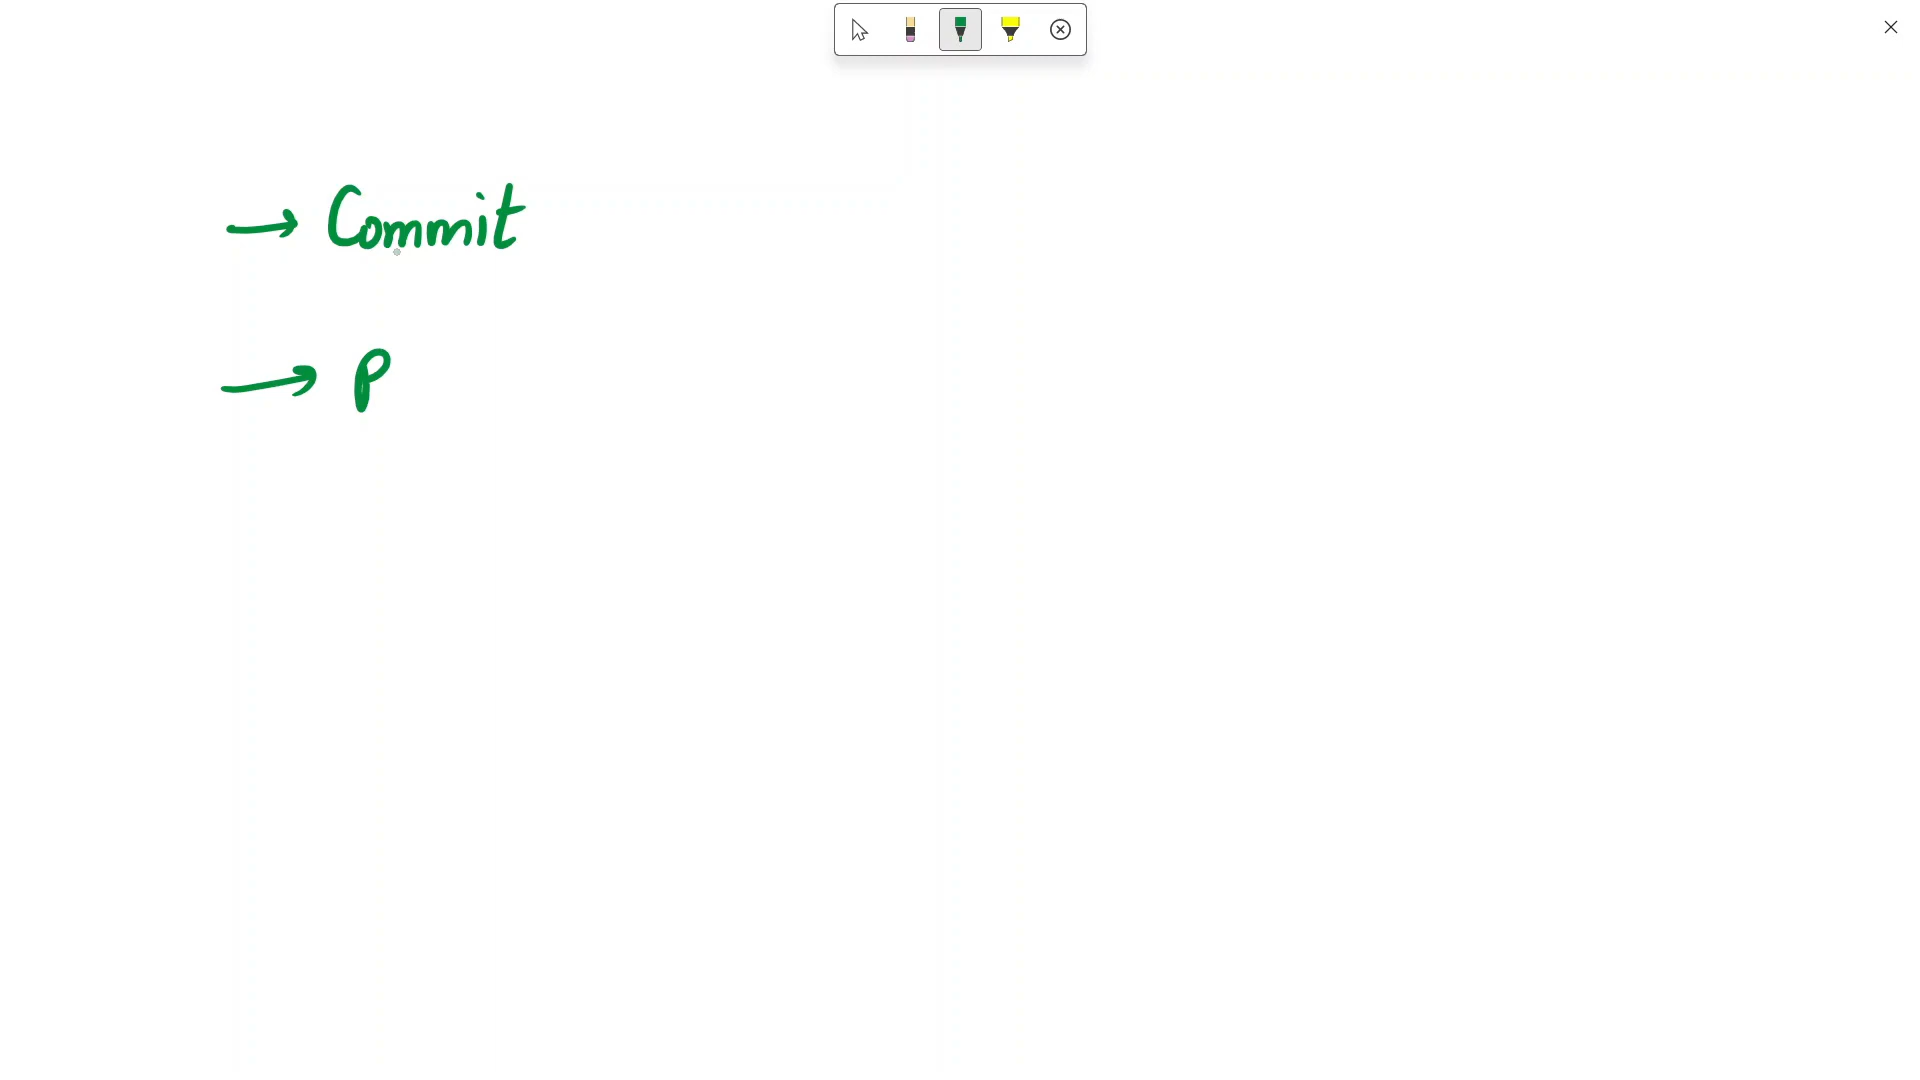 → Commit
→ P